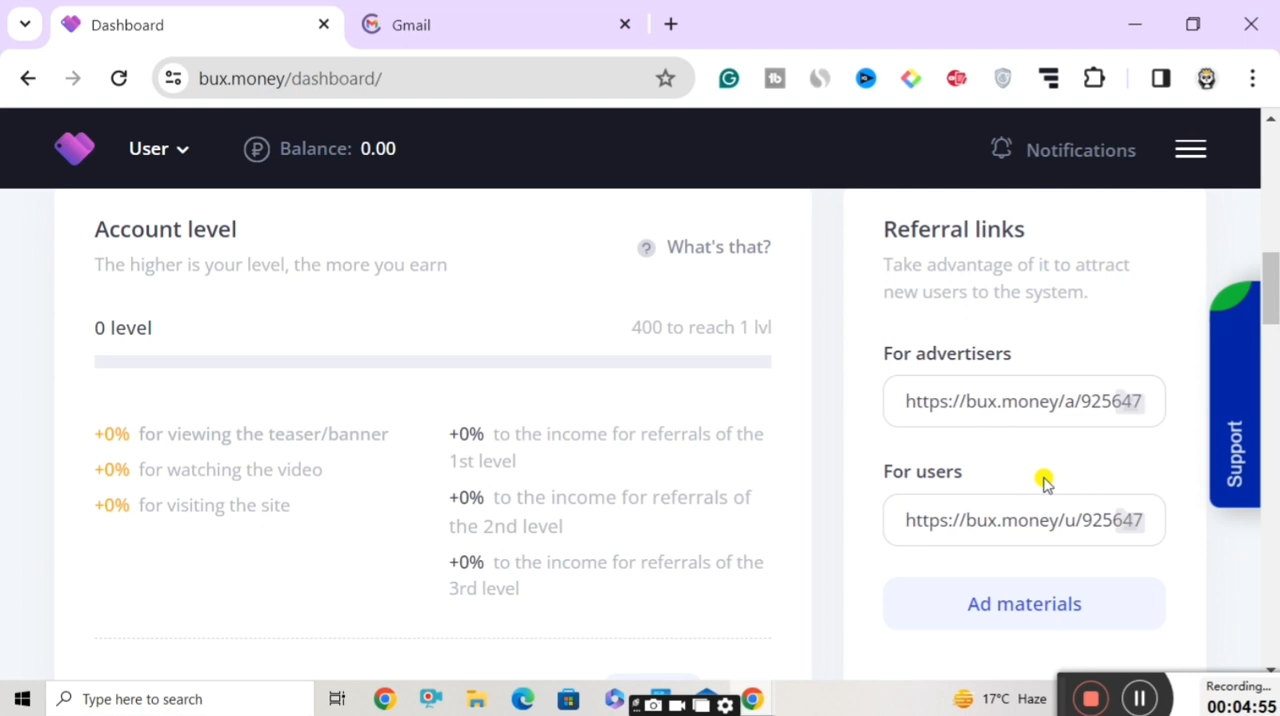 Dashboard
Gmail
bux.money/dashboard/
User
Balance: 0.00
Notifications
Account level
The higher is your level, the more you earn
? What's that?
0 level
400 to reach 1 lvl
+0% for viewing the teaser/banner
+0% for watching the video
+0% for visiting the site
+0% to the income for referrals of the
1st level
+0% to the income for referrals of
the 2nd level
+0% to the income for referrals of the
3rd level
Referral links
Take advantage of it to attract
new users to the system.
For advertisers
https://bux.money/a/925647
For users
https://bux.money/u/925647
Ad materials
Support
Type here to search
17°C Haze
Recording...
00:04:55